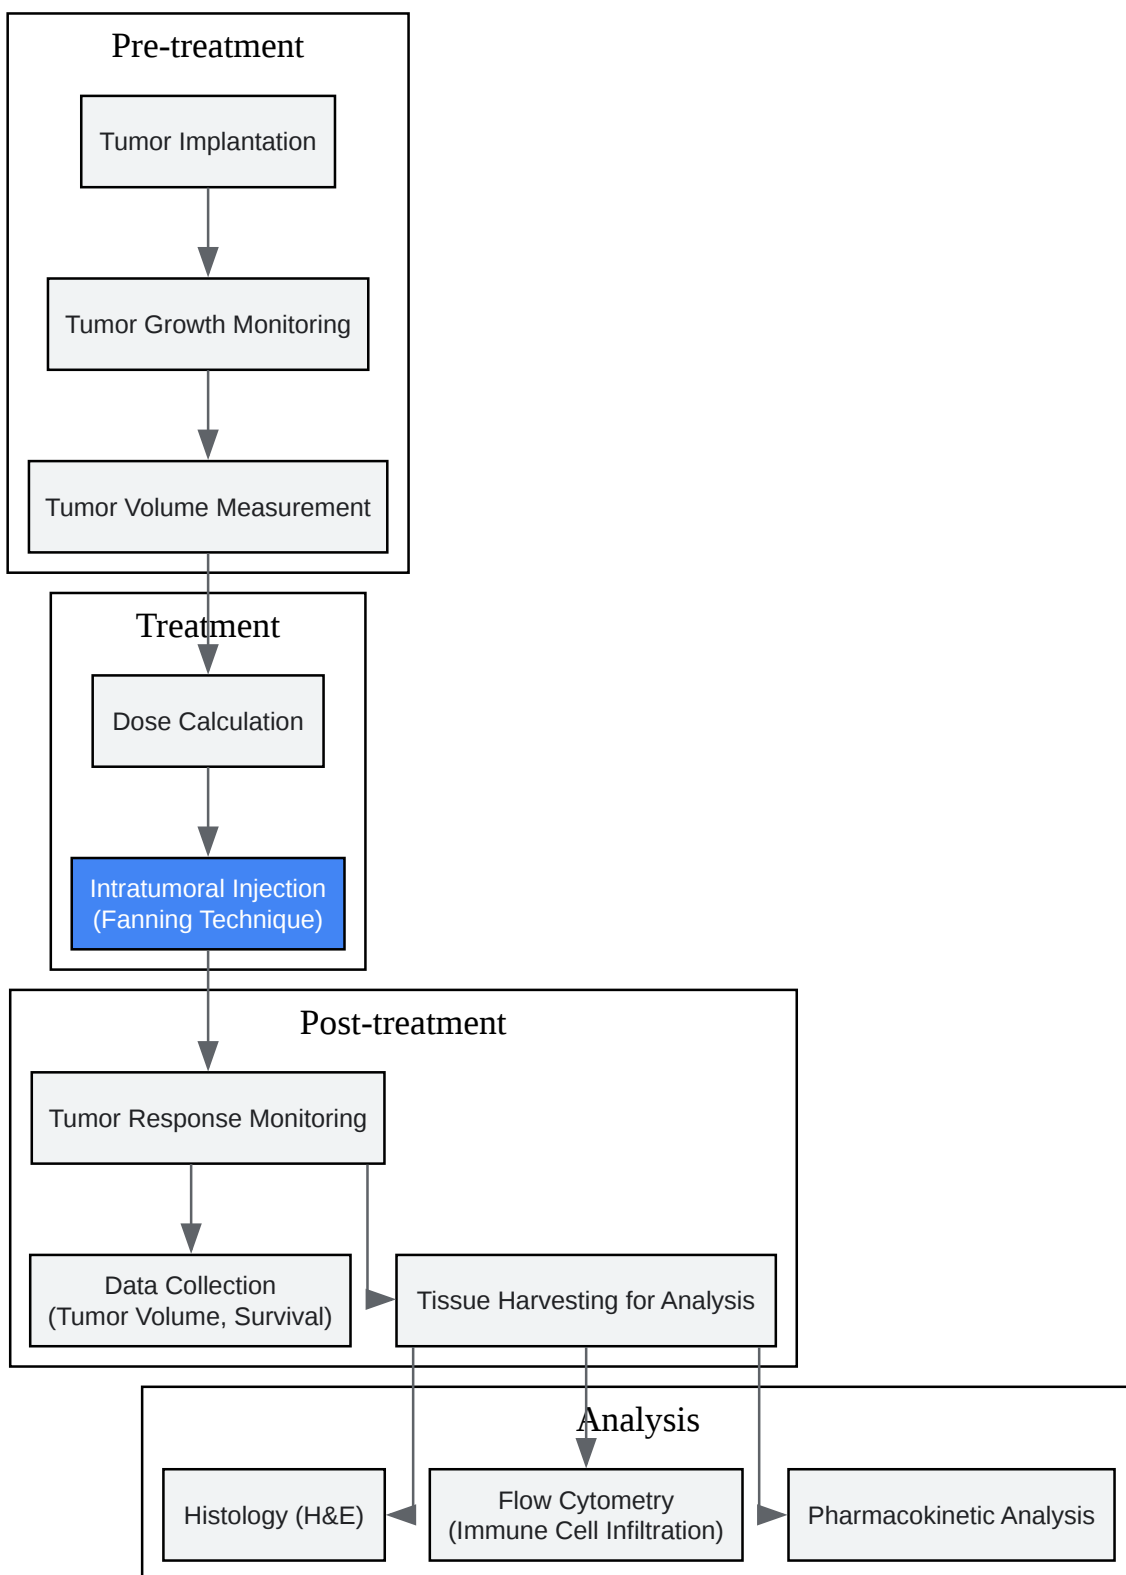 Pre-treatment
Tumor Implantation
Tumor Growth Monitoring
Tumor Volume Measurement
Treatment
Dose Calculation
Intratumoral Injection
(Fanning Technique)
Post-treatment
Tumor Response Monitoring
Data Collection
(Tumor Volume, Survival)
Tissue Harvesting for Analysis
Analysis
Histology (H&E)
Flow Cytometry
(Immune Cell Infiltration)
Pharmacokinetic Analysis